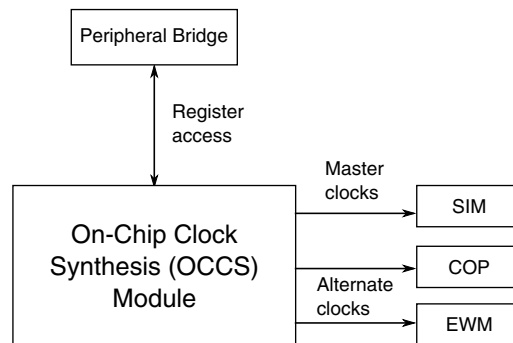 Peripheral Bridge
Register
access
Master
clocks
SIM
On-Chip Clock
Synthesis (OCCS)
Module
COP
Alternate
clocks
EWM